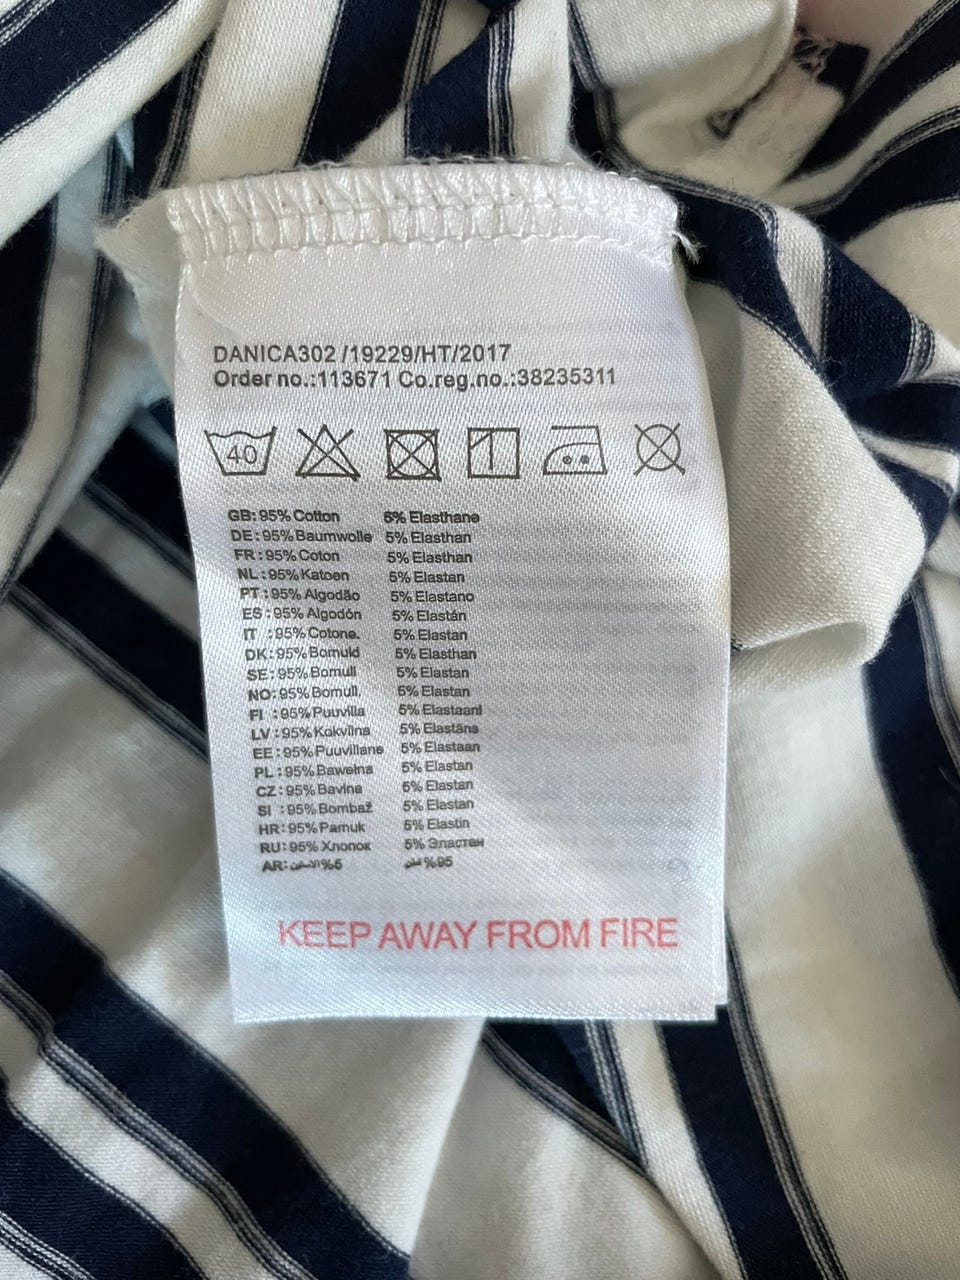 DANICA302 /19229/HT/2017
Order no.:113671 Co.reg.no.:38235311
40
GB: 95% Cotton 5% Elasthane
DE: 95% Baumwolle 5% Elasthan
FR: 95% Coton 5% Elasthan
NL: 95% Katoen 5% Elastan
PT: 95% Algodão 5% Elastano
ES: 95% Algodón 5% Elastán
IT : 95% Cotone. 5% Elastan
DK: 95% Bomuld 5% Elasthan
SE: 95% Bomull 5% Elastan
NO: 95% Bomull. 5% Elastan
FI : 95% Puuvilla 5% Elastaani
LV : 95% Kokvilna 5% Elastāns
EE : 95% Puuvillane 5% Elastaan
PL : 95% Bawełna 5% Elastan
CZ : 95% Bavlna 5% Elastan
SI : 95% Bombaž 5% Elastan
HR: 95% Pamuk 5% Elastin
RU: 95% Хлопок 5% Эластен
AR: %5 %95
KEEP AWAY FROM FIRE